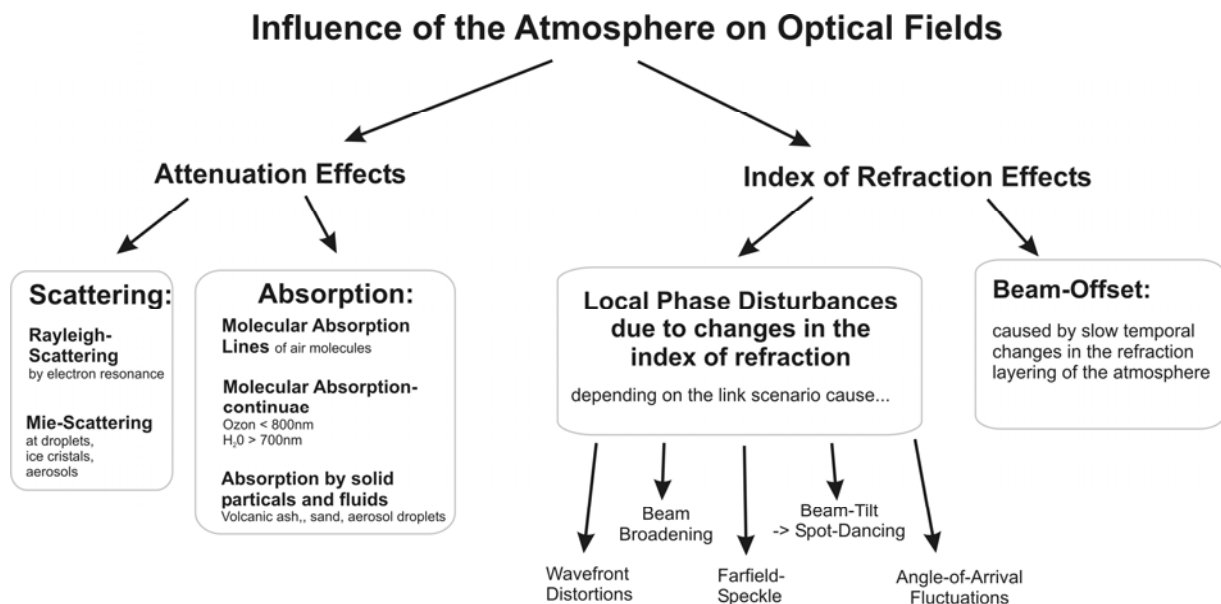 Influence of the Atmosphere on Optical Fields
Attenuation Effects
Index of Refraction Effects
Scattering:
Rayleigh-
Scattering
by electron resonance
Mie-Scattering
at droplets,
ice cristals,
aerosols
Absorption:
Molecular Absorption
Lines of air molecules
Molecular Absorption-
continuae
Ozon < 800nm
H₂0 > 700nm
Absorption by solid
particals and fluids
Volcanic ash,, sand, aerosol droplets
Local Phase Disturbances
due to changes in the
index of refraction
depending on the link scenario cause...
Beam-Offset:
caused by slow temporal
changes in the refraction
layering of the atmosphere
Wavefront
Distortions
Beam
Broadening
Farfield-
Speckle
Beam-Tilt
-> Spot-Dancing
Angle-of-Arrival
Fluctuations